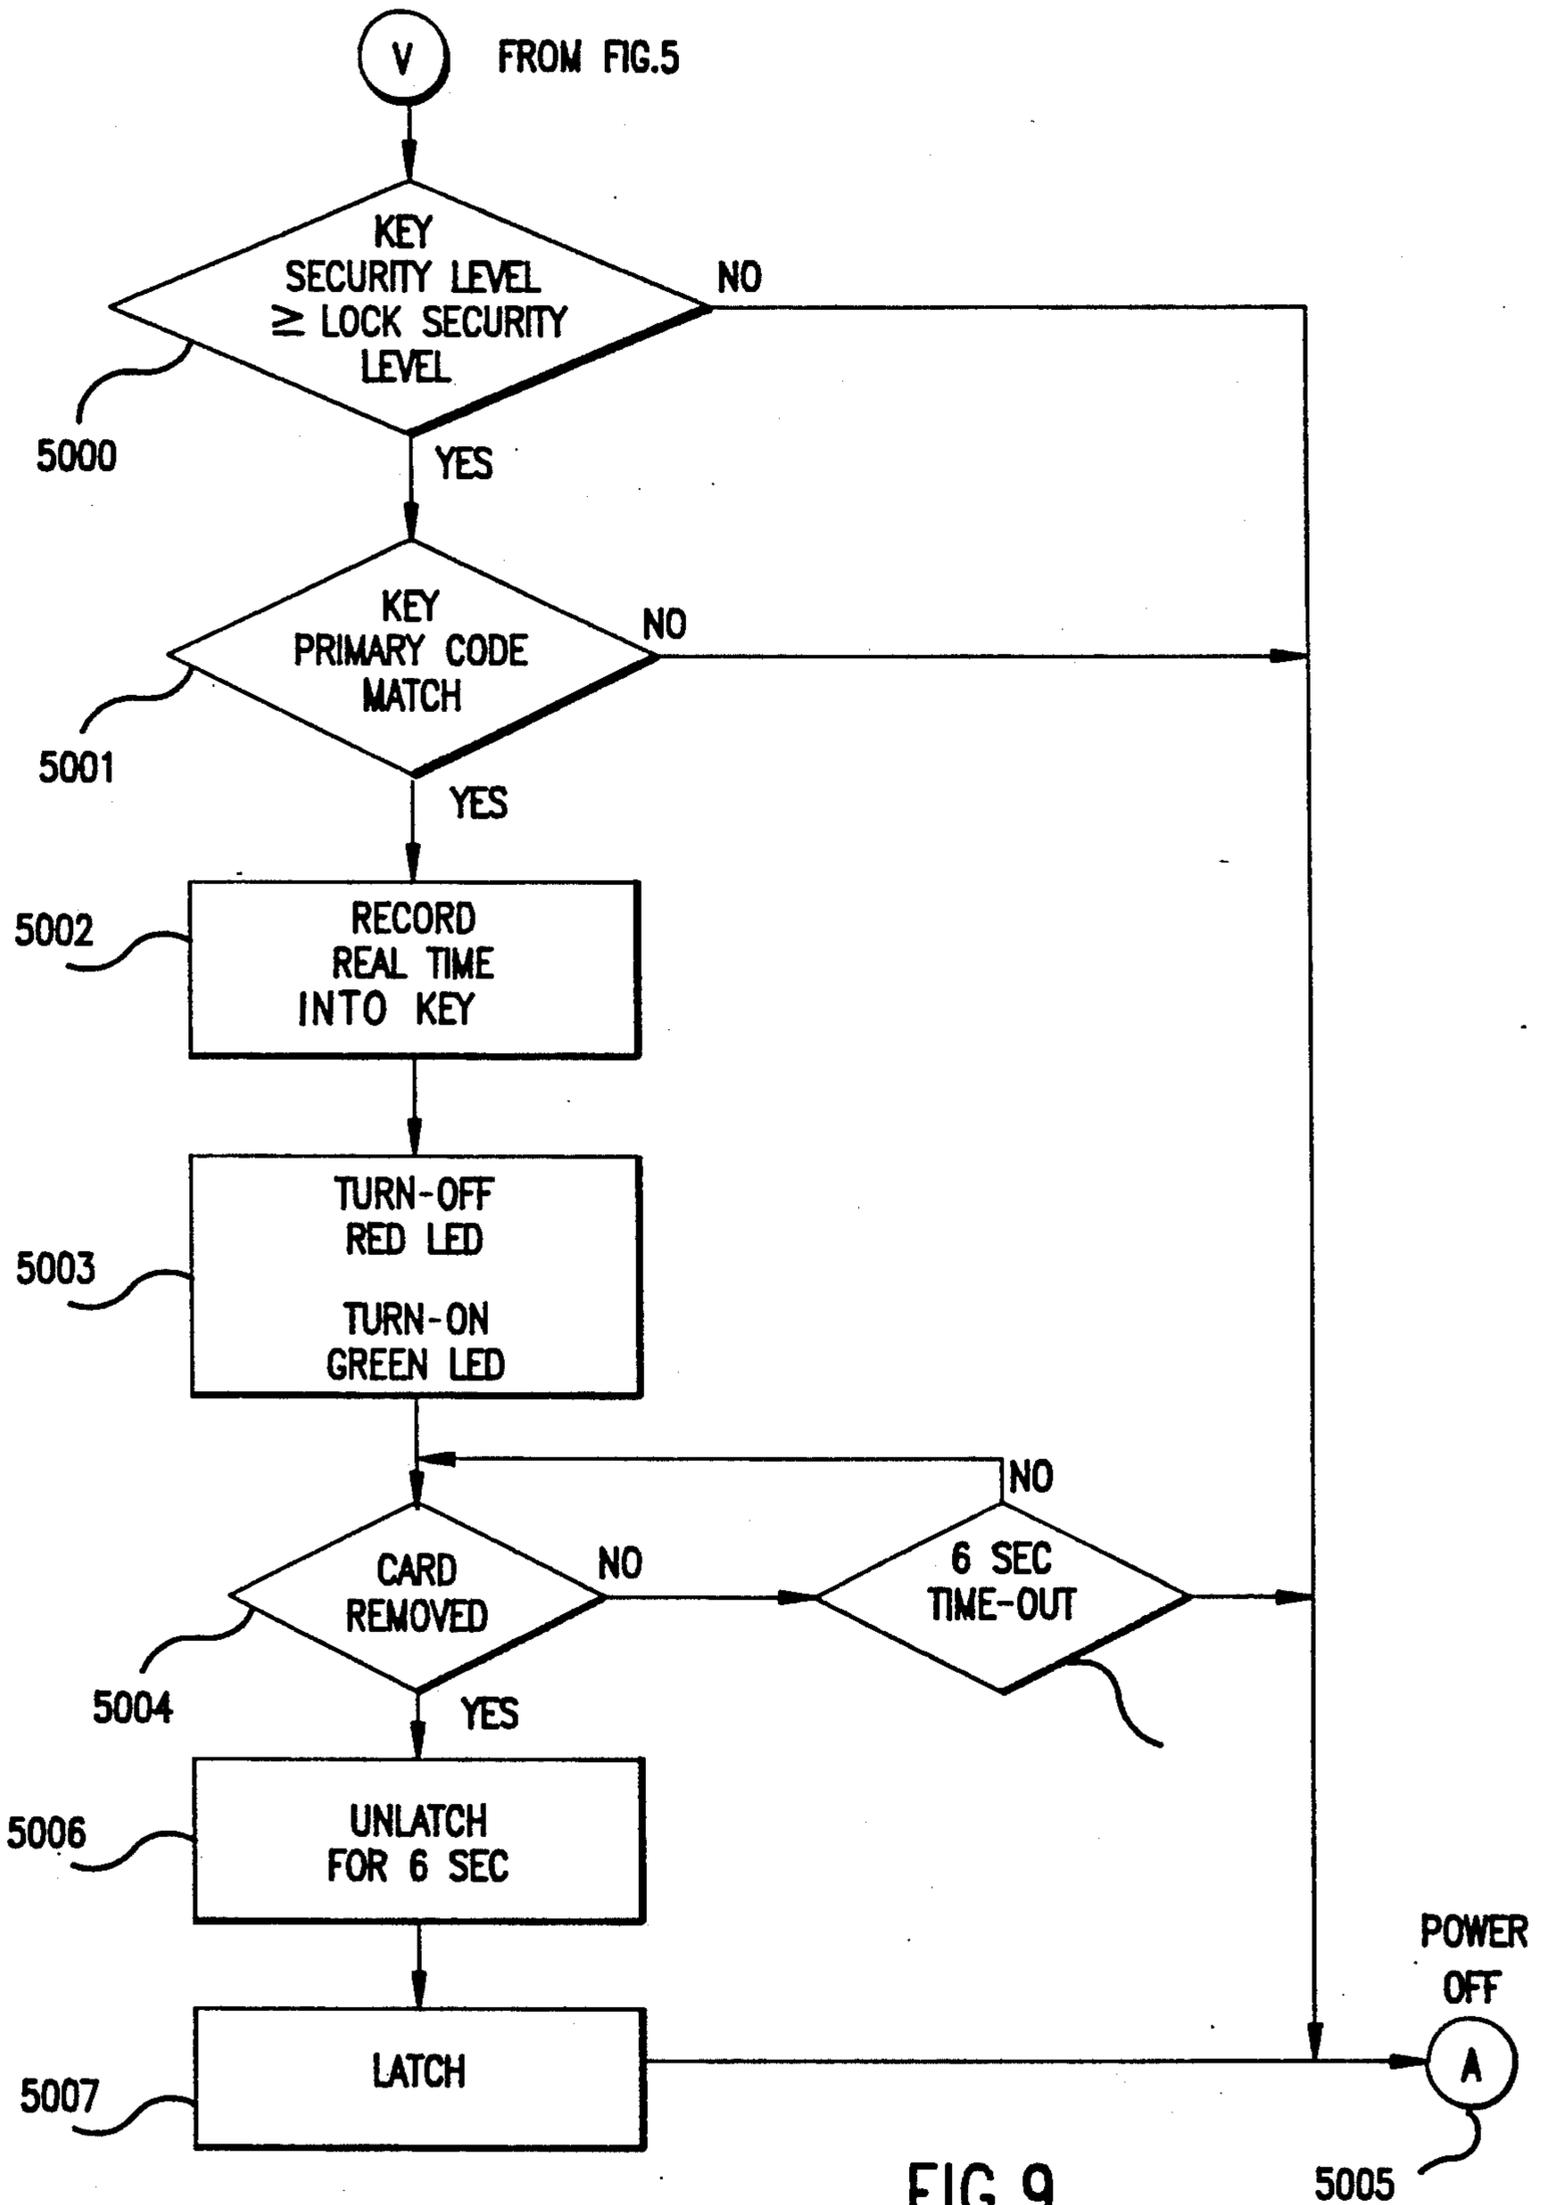 V FROM FIG.5
KEY
SECURITY LEVEL
≥ LOCK SECURITY
LEVEL
NO
5000
YES
KEY
PRIMARY CODE
MATCH
NO
5001
YES
RECORD
REAL TIME
INTO KEY
5002
TURN-OFF
RED LED
TURN-ON
GREEN LED
5003
NO
CARD
REMOVED
NO
6 SEC
TIME-OUT
5004
YES
UNLATCH
FOR 6 SEC
5006
POWER
OFF
LATCH
A
5007
5005
FIG.9